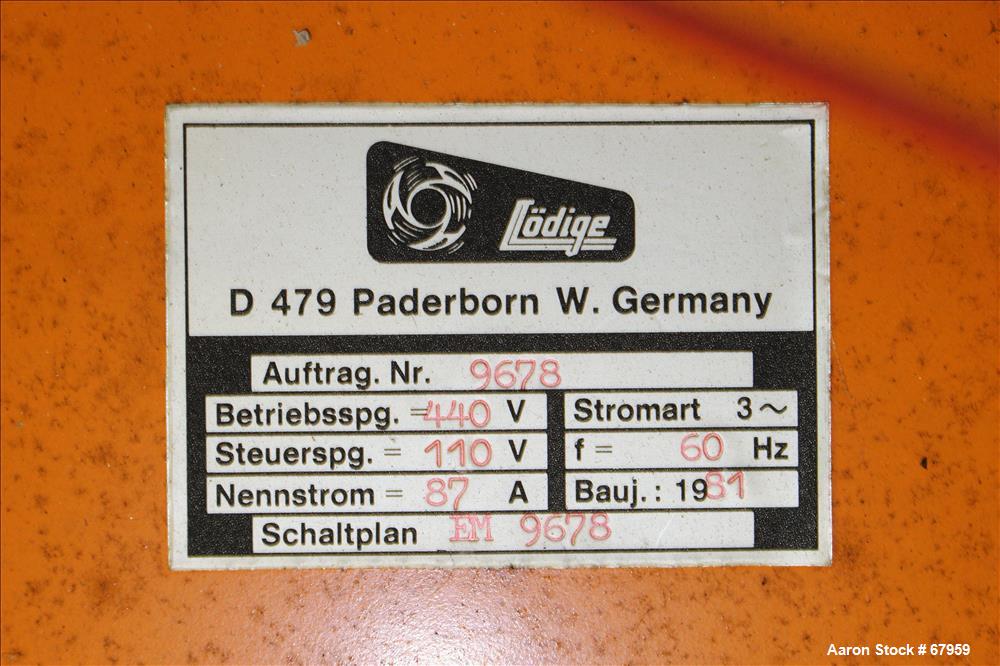 Lödige
D 479 Paderborn W. Germany
Auftrag. Nr. 9678
Betriebsspg. = 440 V
Stromart 3~
Steuerspg. = 110 V
f = 60 Hz
Nennstrom = 87 A
Bauj.: 1981
Schaltplan EM 9678
Aaron Stock # 67959